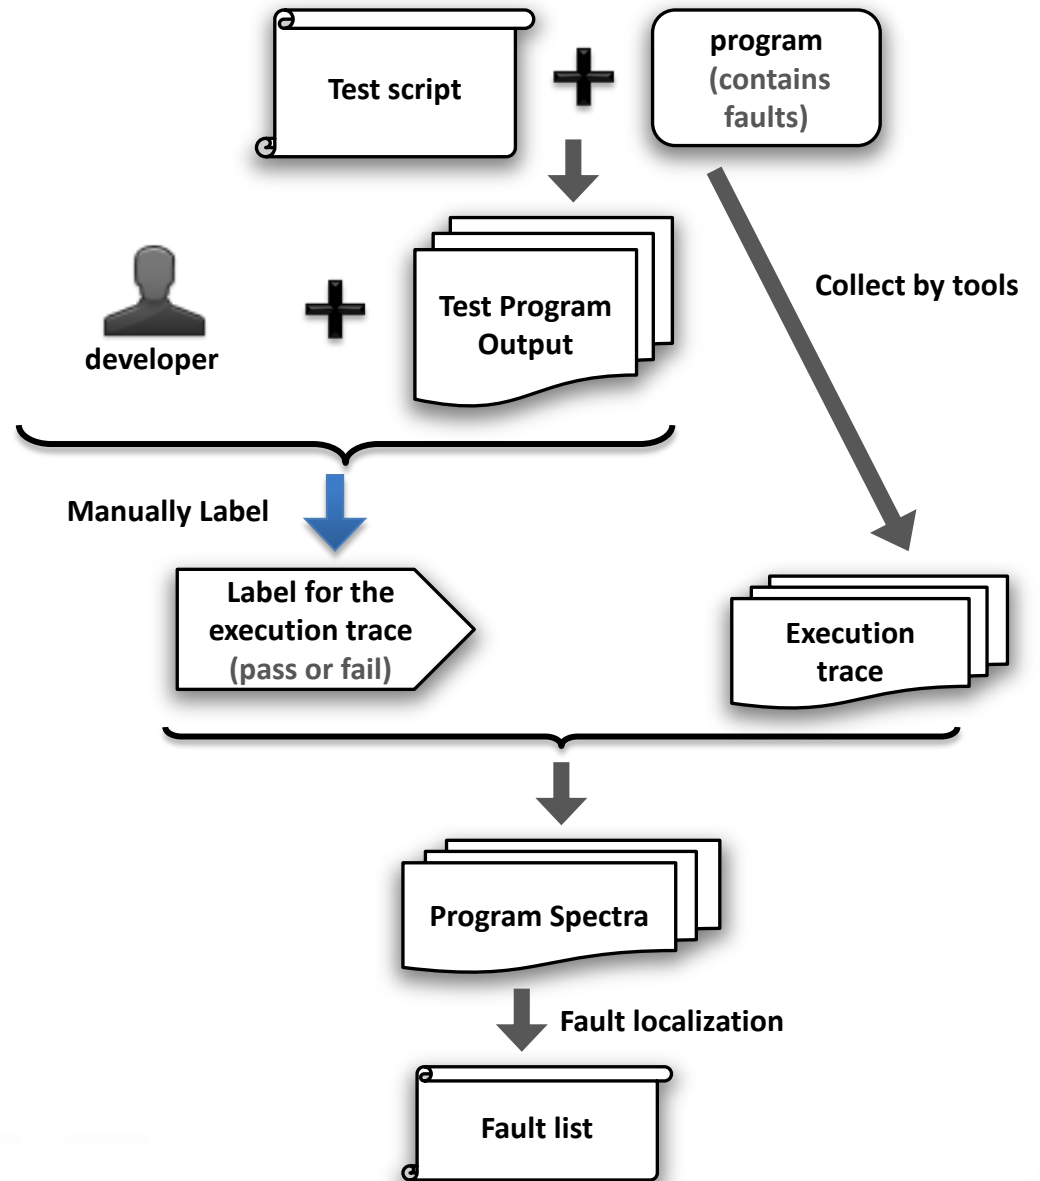 Test script
program
(contains
faults)
Collect by tools
Test Program
Output
developer
Manually Label
Label for the
execution trace
(pass or fail)
Execution
trace
Program Spectra
Fault localization
Fault list